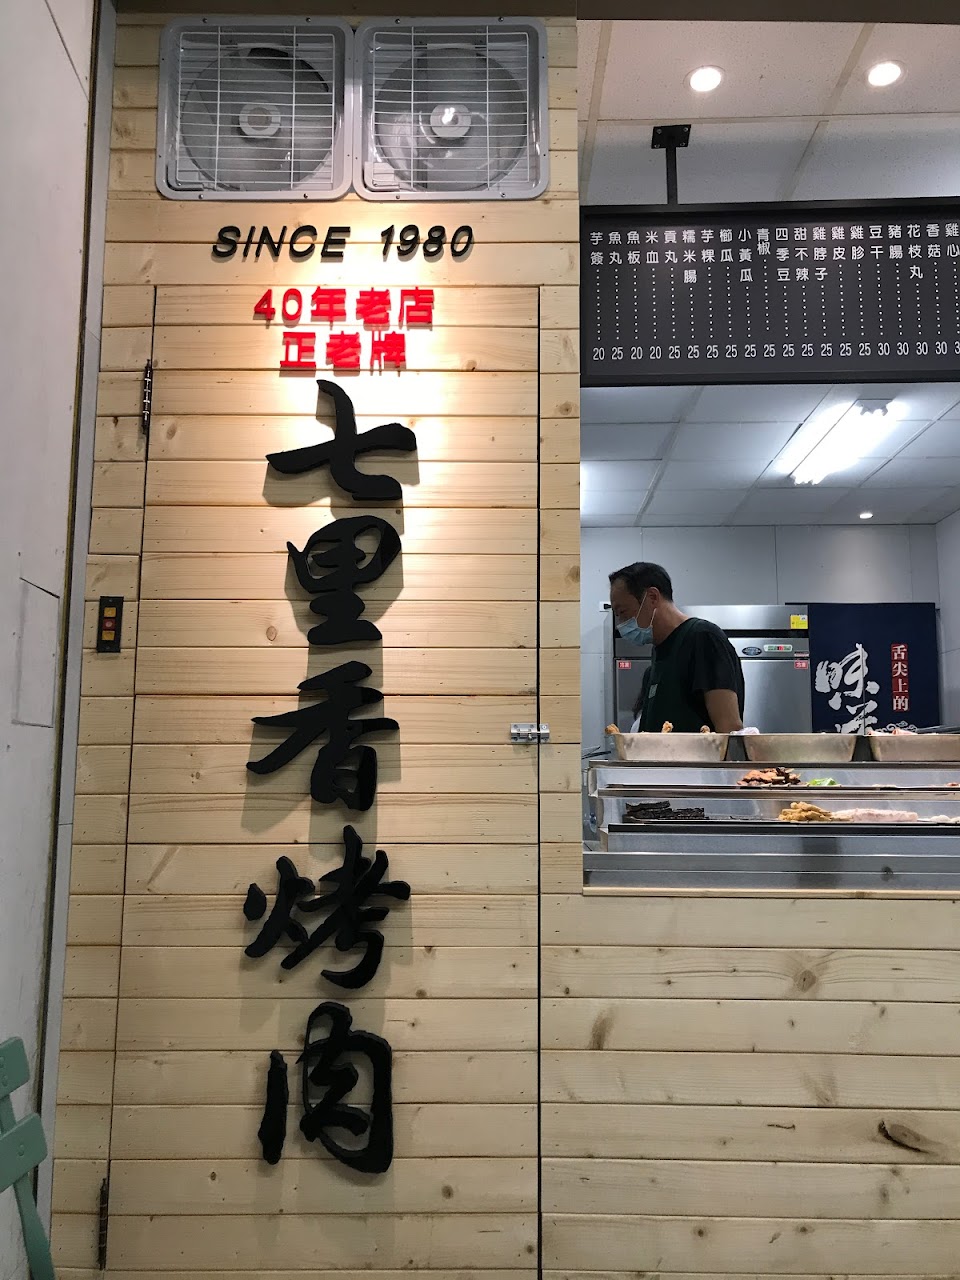 SINCE 1980
40年老店
正老牌
七里香烤肉
芋簽 20
魚丸 25
魚板 20
米血 20
貢丸 25
糯米腸 25
芋粿 25
櫛瓜 25
小黃瓜 25
青椒 25
四季豆 25
甜不辣 25
雞脖子 25
雞皮 25
雞胗 25
豆干 30
豬腸 30
花枝丸 30
香菇 30
雞心
舌尖上的
味